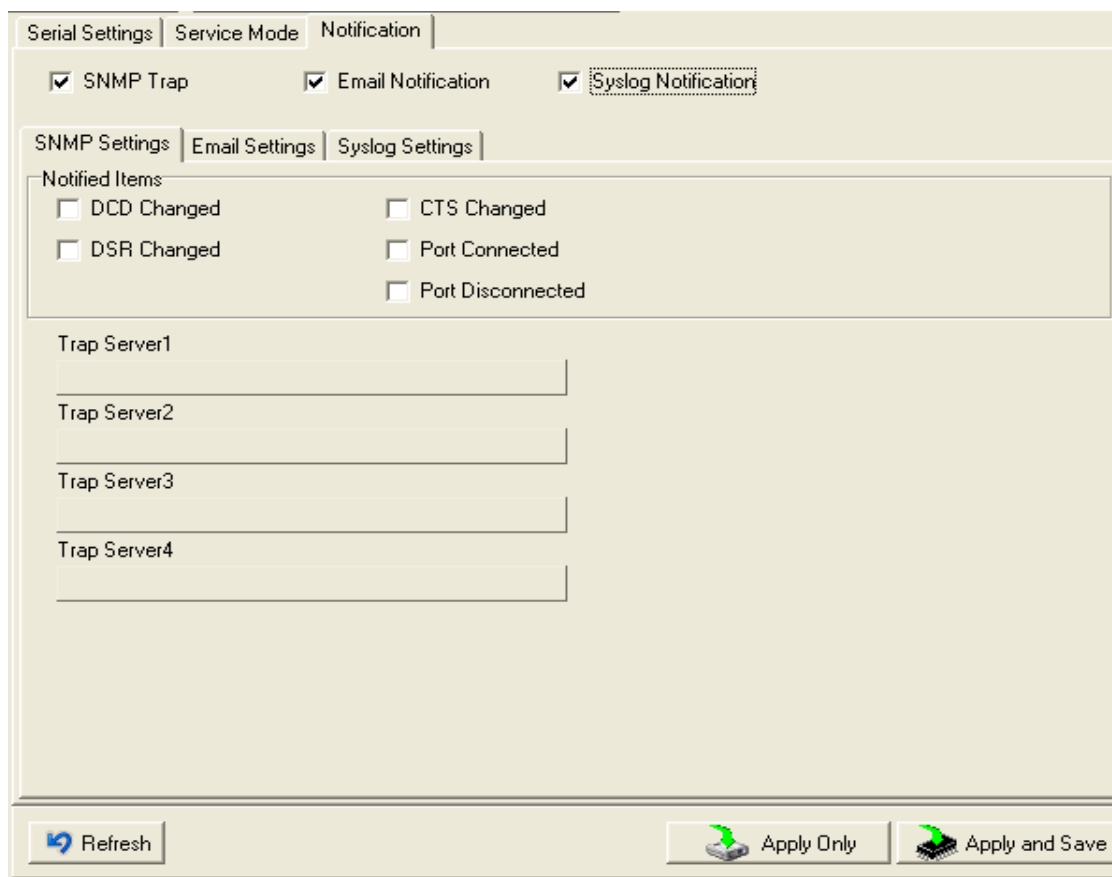 Serial Settings Service Mode Notification
SNMP Trap Email Notification Syslog Notification
SNMP Settings Email Settings Syslog Settings
Notified Items
DCD Changed CTS Changed
DSR Changed Port Connected
Port Disconnected
Trap Server1
Trap Server2
Trap Server3
Trap Server4
Refresh Apply Only Apply and Save